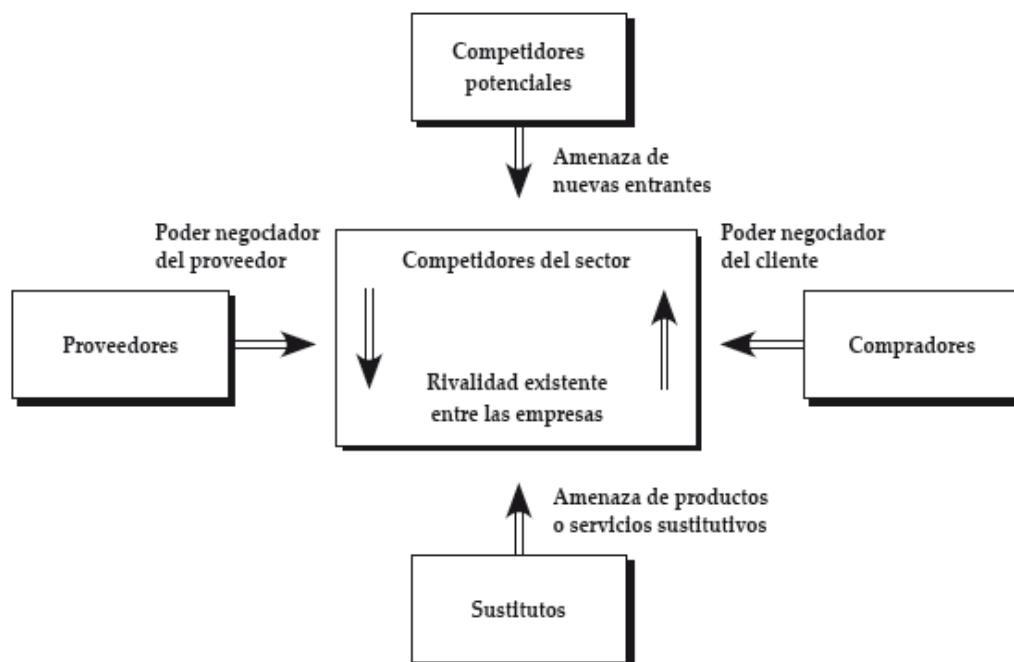 Competidores
potenciales
Amenaza de
nuevas entrantes
Poder negociador
del proveedor
Competidores del sector
Poder negociador
del cliente
Proveedores
Compradores
Rivalidad existente
entre las empresas
Amenaza de productos
o servicios sustitutivos
Sustitutos